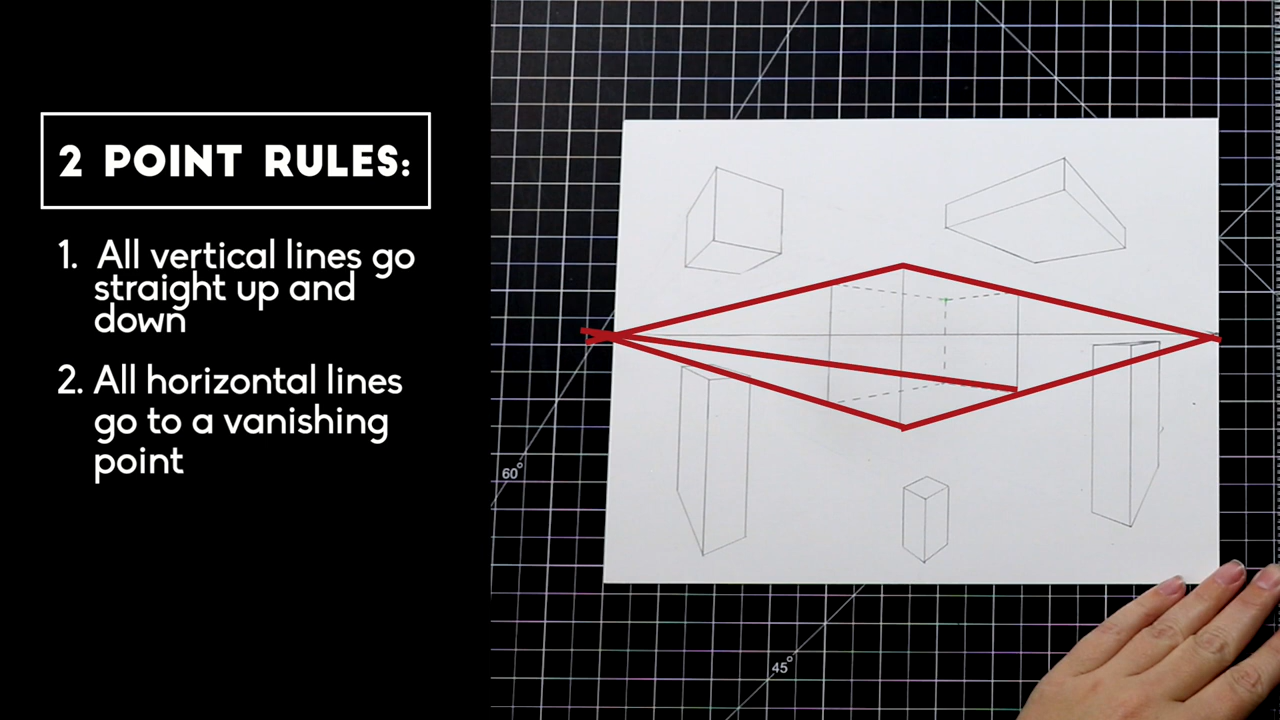 2 POINT RULES:
1. All vertical lines go
straight up and
down
2. All horizontal lines
go to a vanishing
point
60°
45°